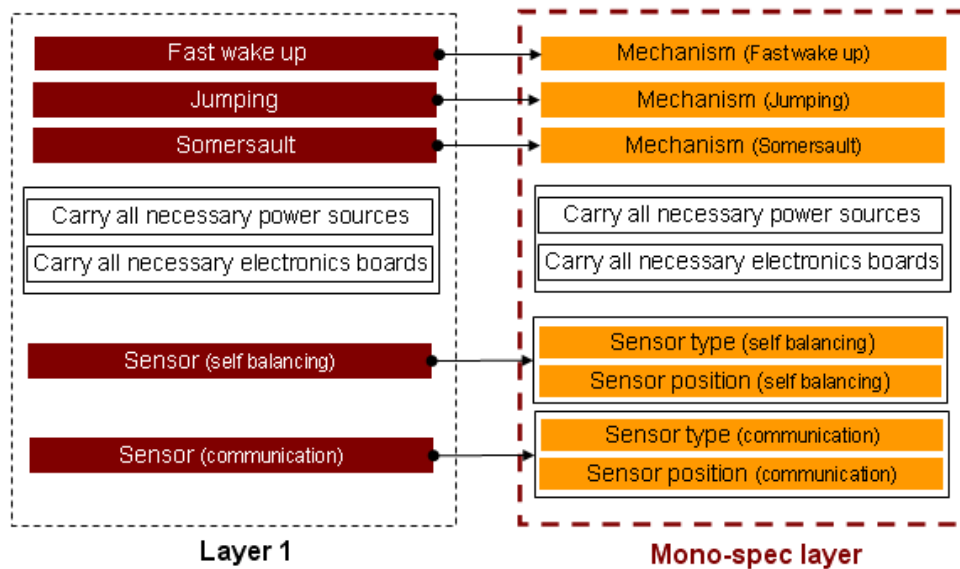 Fast wake up
Jumping
Somersault
Carry all necessary power sources
Carry all necessary electronics boards
Sensor (self balancing)
Sensor (communication)
Layer 1
Mechanism (Fast wake up)
Mechanism (Jumping)
Mechanism (Somersault)
Carry all necessary power sources
Carry all necessary electronics boards
Sensor type (self balancing)
Sensor position (self balancing)
Sensor type (communication)
Sensor position (communication)
Mono-spec layer